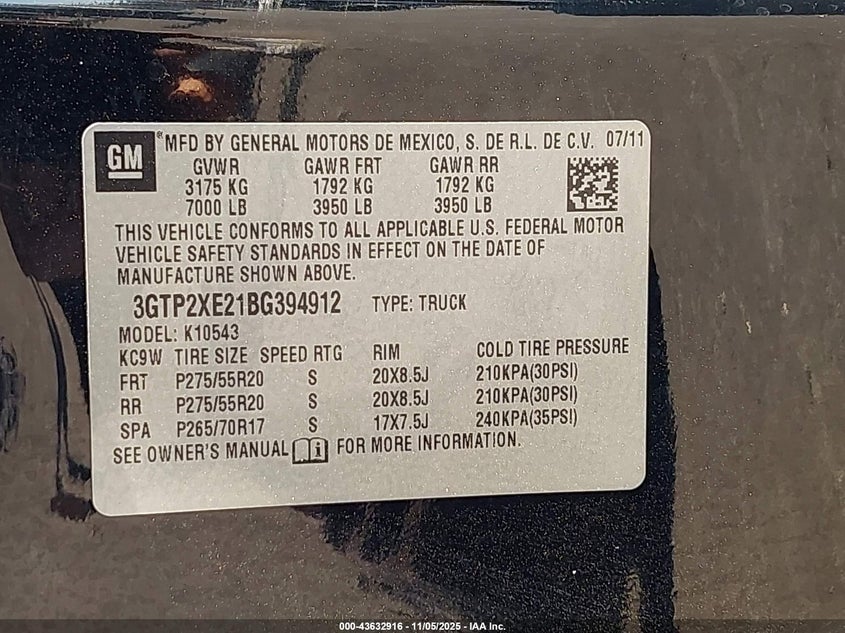 GM ® MFD BY GENERAL MOTORS DE MEXICO, S. DE R.L. DE C.V. 07/11
GVWR GAWR FRT GAWR RR
3175 KG 1792 KG 1792 KG
7000 LB 3950 LB 3950 LB
THIS VEHICLE CONFORMS TO ALL APPLICABLE U.S. FEDERAL MOTOR
VEHICLE SAFETY STANDARDS IN EFFECT ON THE DATE OF
MANUFACTURE SHOWN ABOVE.
3GTP2XE21BG394912 TYPE: TRUCK
MODEL: K10543
KC9W TIRE SIZE SPEED RTG RIM COLD TIRE PRESSURE
FRT P275/55R20 S 20X8.5J 210KPA(30PSI)
RR P275/55R20 S 20X8.5J 210KPA(30PSI)
SPA P265/70R17 S 17X7.5J 240KPA(35PSI)
SEE OWNER'S MANUAL FOR MORE INFORMATION.
000-43632916 - 11/05/2025 - IAA Inc.